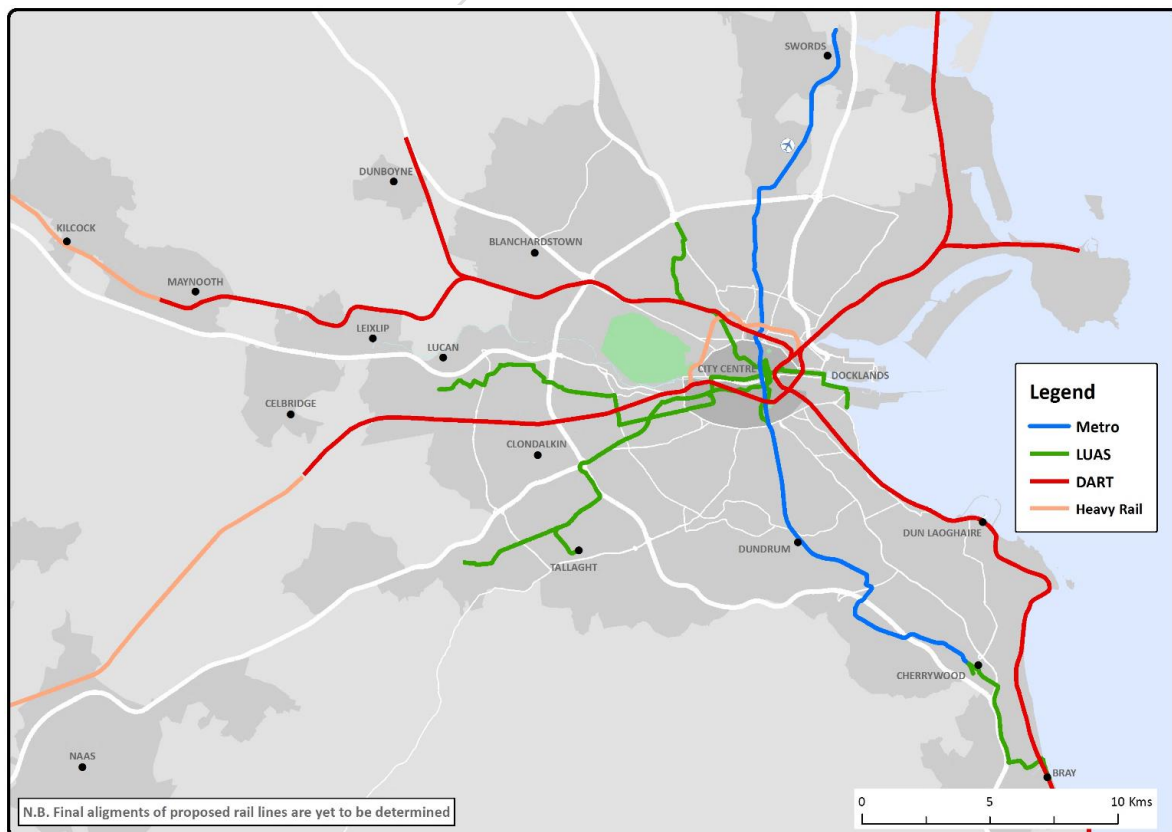 SWORDS
DUNBOYNE
KILCOCK
BLANCHARDSTOWN
MAYNOOTH
LEIXLIP
LUCAN
CITY CENTRE
DOCKLANDS
CELBRIDGE
CLONDALKIN
Legend
Metro
LUAS
DART
Heavy Rail
DUN LAOGHAIRE
DUNDRUM
TALLAGHT
CHERRYWOOD
NAAS
BRAY
N.B. Final aligments of proposed rail lines are yet to be determined
0 5 10 Kms